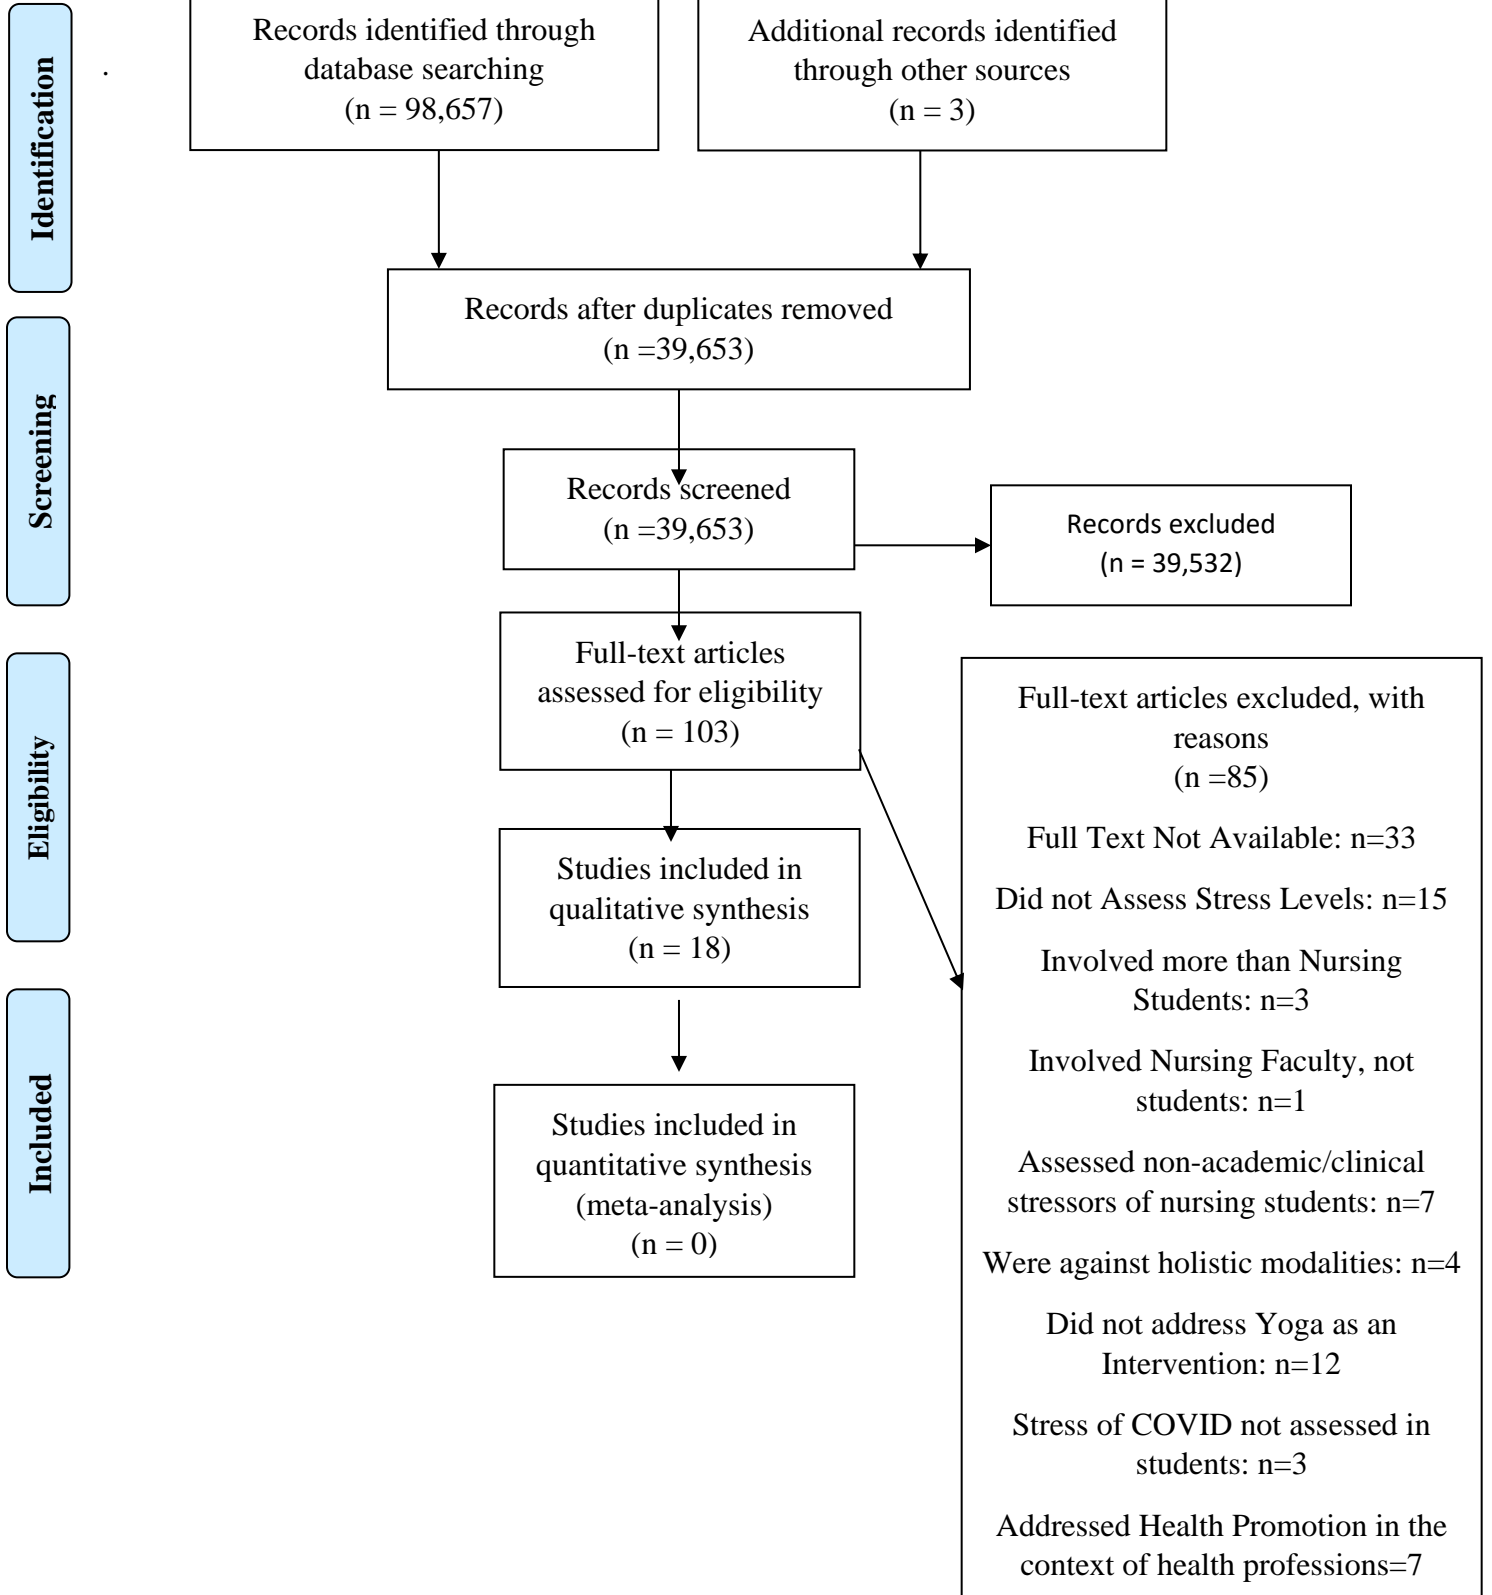 Identification
.
Records identified through
database searching
(n = 98,657)
Additional records identified
through other sources
(n = 3)
Records after duplicates removed
(n =39,653)
Screening
Records screened
(n =39,653)
Records excluded
(n = 39,532)
Eligibility
Full-text articles
assessed for eligibility
(n = 103)
Full-text articles excluded, with
reasons
(n =85)
Full Text Not Available: n=33
Did not Assess Stress Levels: n=15
Involved more than Nursing
Students: n=3
Involved Nursing Faculty, not
students: n=1
Assessed non-academic/clinical
stressors of nursing students: n=7
Were against holistic modalities: n=4
Did not address Yoga as an
Intervention: n=12
Stress of COVID not assessed in
students: n=3
Addressed Health Promotion in the
context of health professions=7
Studies included in
qualitative synthesis
(n = 18)
Included
Studies included in
quantitative synthesis
(meta-analysis)
(n = 0)